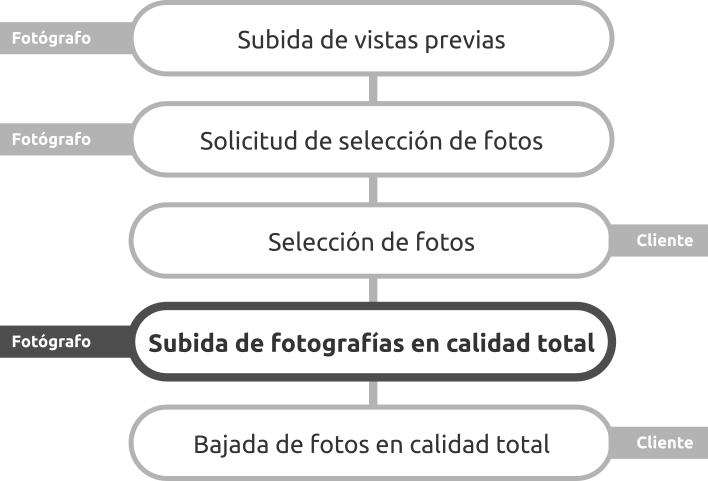 Fotógrafo
Subida de vistas previas
Fotógrafo
Solicitud de selección de fotos
Selección de fotos
Cliente
Fotógrafo
Subida de fotografías en calidad total
Bajada de fotos en calidad total
Cliente